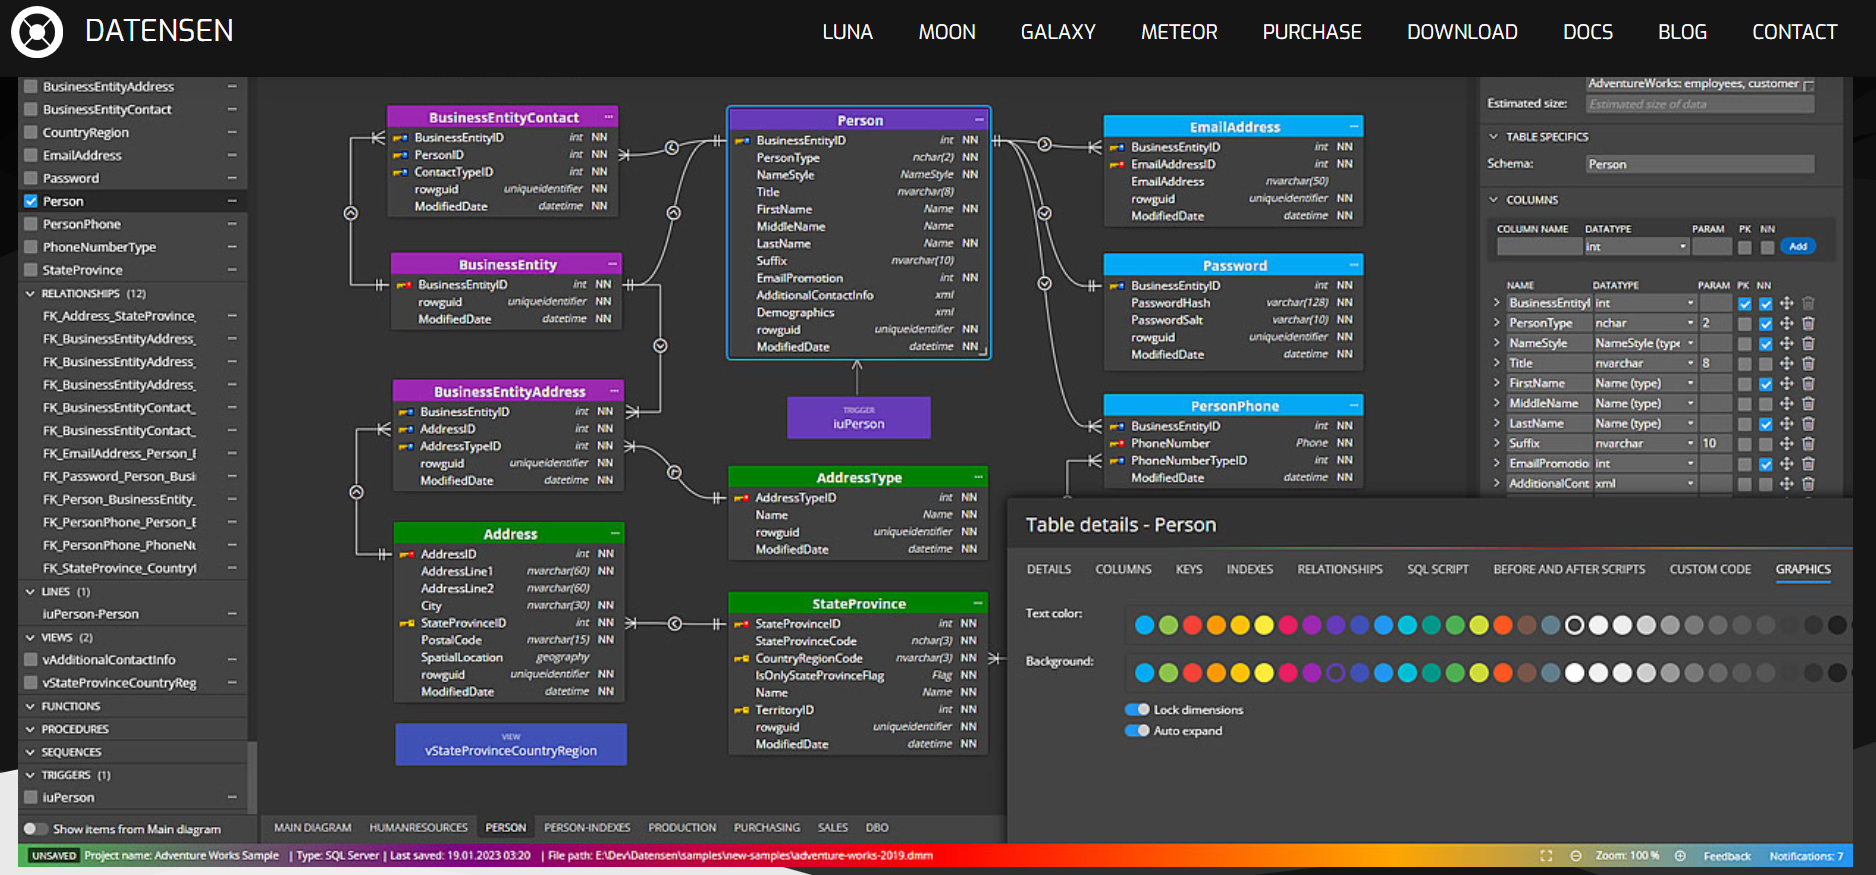 DATENSEN
LUNA MOON GALAXY METEOR PURCHASE DOWNLOAD DOCS BLOG CONTACT
BusinessEntityAddress
BusinessEntityContact
CountryRegion
EmailAddress
Password
Person
PersonPhone
PhoneNumberType
StateProvince
RELATIONSHIPS (12)
FK_Address_StateProvince_
FK_BusinessEntityAddress_
FK_BusinessEntityAddress_
FK_BusinessEntityAddress_
FK_BusinessEntityContact_
FK_BusinessEntityContact_
FK_EmailAddress_Person_E
FK_Password_Person_Busi
FK_Person_BusinessEntity_
FK_PersonPhone_Person_E
FK_PersonPhone_PhoneNu
FK_StateProvince_CountryI
LINES (1)
iuPerson-Person
VIEWS (2)
vAdditionalContactInfo
vStateProvinceCountryReg
FUNCTIONS
PROCEDURES
SEQUENCES
TRIGGERS (1)
iuPerson
Show items from Main diagram
BusinessEntityContact
BusinessEntityID int NN
PersonID int NN
ContactTypeID int NN
rowguid uniqueidentifier NN
ModifiedDate datetime NN
BusinessEntity
BusinessEntityID int NN
rowguid uniqueidentifier NN
ModifiedDate datetime NN
BusinessEntityAddress
BusinessEntityID int NN
AddressID int NN
AddressTypeID int NN
rowguid uniqueidentifier NN
ModifiedDate datetime NN
Address
AddressID int NN
AddressLine1 nvarchar(60) NN
AddressLine2 nvarchar(60)
City nvarchar(30) NN
StateProvinceID int NN
PostalCode nvarchar(15) NN
SpatialLocation geography
rowguid uniqueidentifier NN
ModifiedDate datetime NN
VIEW
vStateProvinceCountryRegion
Person
BusinessEntityID int NN
PersonType nchar(2) NN
NameStyle NameStyle NN
Title nvarchar(8)
FirstName Name NN
MiddleName Name
LastName Name NN
Suffix nvarchar(10)
EmailPromotion int NN
AdditionalContactInfo xml
Demographics xml
rowguid uniqueidentifier NN
ModifiedDate datetime NN
TRIGGER
iuPerson
AddressType
AddressTypeID int NN
Name Name NN
rowguid uniqueidentifier NN
ModifiedDate datetime NN
StateProvince
StateProvinceID int NN
StateProvinceCode nchar(3) NN
CountryRegionCode nvarchar(3) NN
IsOnlyStateProvinceFlag Flag NN
Name Name NN
TerritoryID int NN
rowguid uniqueidentifier NN
ModifiedDate datetime NN
EmailAddress
BusinessEntityID int NN
EmailAddressID int NN
EmailAddress nvarchar(50)
rowguid uniqueidentifier NN
ModifiedDate datetime NN
Password
BusinessEntityID int NN
PasswordHash varchar(128) NN
PasswordSalt varchar(10) NN
rowguid uniqueidentifier NN
ModifiedDate datetime NN
PersonPhone
BusinessEntityID int NN
PhoneNumber Phone NN
PhoneNumberTypeID int NN
ModifiedDate datetime NN
AdventureWorks: employees, customer
Estimated size: Estimated size of data
TABLE SPECIFICS
Schema: Person
COLUMNS
COLUMN NAME DATATYPE PARAM PK NN
int Add
NAME DATATYPE PARAM PK NN
BusinessEntityI int
PersonType nchar 2
NameStyle NameStyle (type
Title nvarchar 8
FirstName Name (type)
MiddleName Name (type)
LastName Name (type)
Suffix nvarchar 10
EmailPromotio int
AdditionalCont xml
Table details - Person
DETAILS COLUMNS KEYS INDEXES RELATIONSHIPS SQL SCRIPT BEFORE AND AFTER SCRIPTS CUSTOM CODE GRAPHICS
Text color:
Background:
Lock dimensions
Auto expand
MAIN DIAGRAM HUMANRESOURCES PERSON PERSON-INDEXES PRODUCTION PURCHASING SALES DBO
UNSAVED Project name: Adventure Works Sample | Type: SQL Server | Last saved: 19.01.2023 03:20 | File path: E:\Dev\Datensen\samples\new-samples\adventure-works-2019.dmm
Zoom: 100 % Feedback Notifications: 7